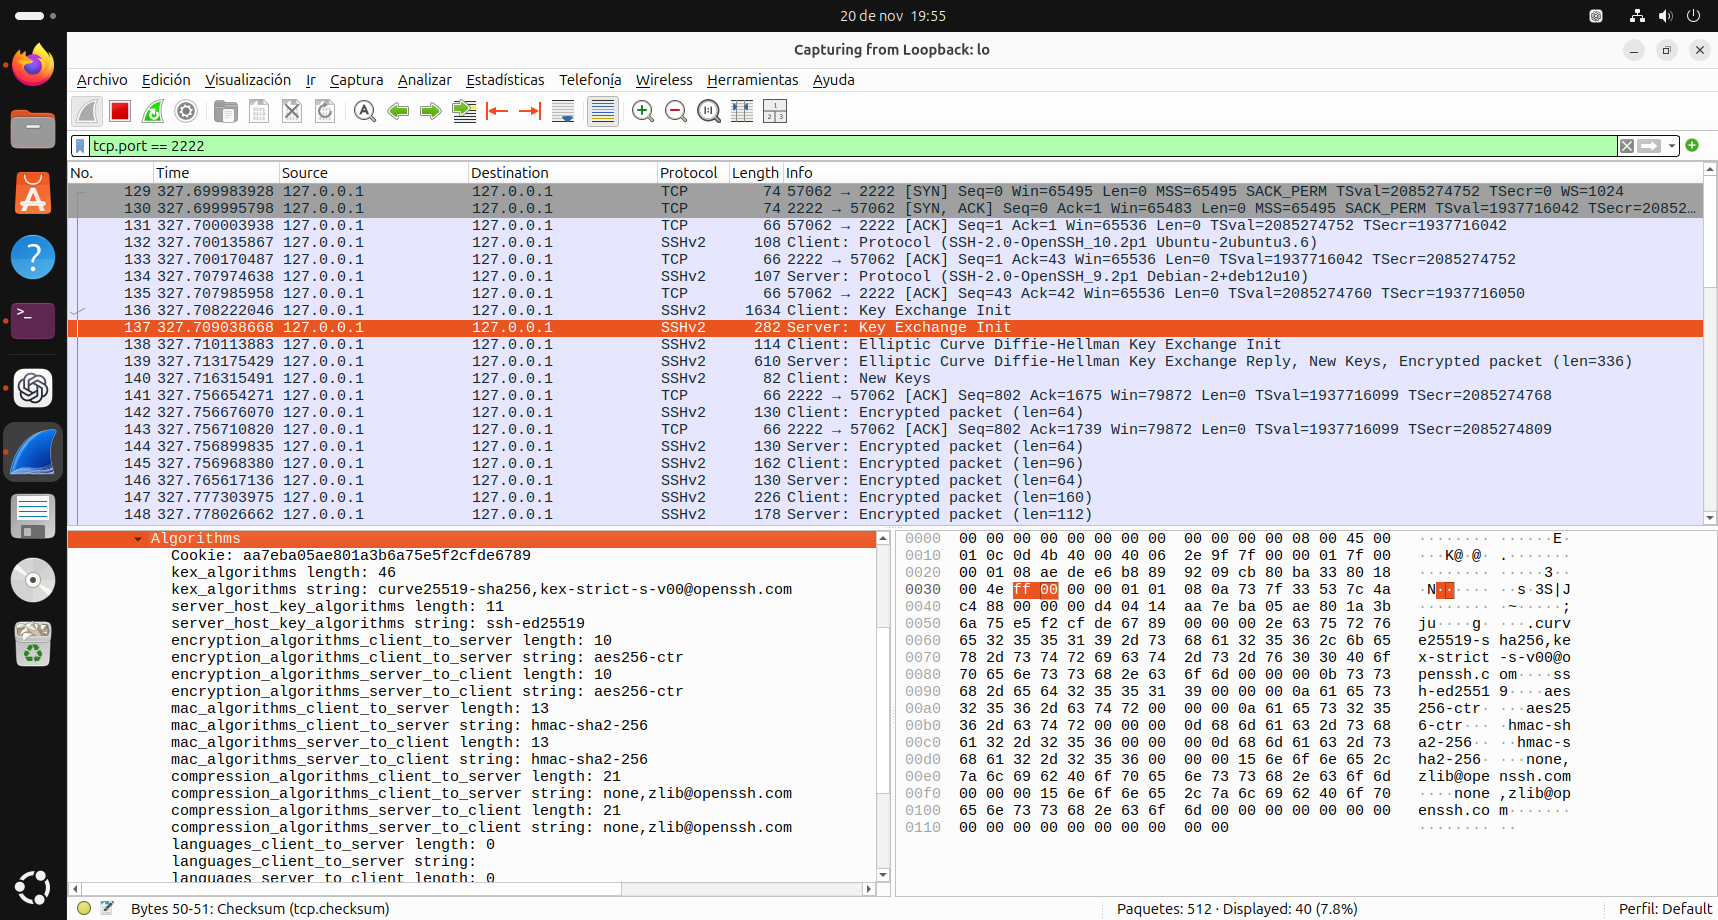 20 de nov 19:55
Capturing from Loopback: lo
Archivo Edición Visualización Ir Captura Analizar Estadísticas Telefonía Wireless Herramientas Ayuda
tcp.port == 2222
No. Time Source Destination Protocol Length Info
129 327.699983928 127.0.0.1 127.0.0.1 TCP 74 57062 → 2222 [SYN] Seq=0 Win=65495 Len=0 MSS=65495 SACK_PERM TSval=2085274752 TSecr=0 WS=1024
130 327.699995798 127.0.0.1 127.0.0.1 TCP 74 2222 → 57062 [SYN, ACK] Seq=0 Ack=1 Win=65483 Len=0 MSS=65495 SACK_PERM TSval=1937716042 TSecr=20852…
131 327.700003938 127.0.0.1 127.0.0.1 TCP 66 57062 → 2222 [ACK] Seq=1 Ack=1 Win=65536 Len=0 TSval=2085274752 TSecr=1937716042
132 327.700135867 127.0.0.1 127.0.0.1 SSHv2 108 Client: Protocol (SSH-2.0-OpenSSH_10.2p1 Ubuntu-2ubuntu3.6)
133 327.700170487 127.0.0.1 127.0.0.1 TCP 66 2222 → 57062 [ACK] Seq=1 Ack=43 Win=65536 Len=0 TSval=1937716042 TSecr=2085274752
134 327.707974638 127.0.0.1 127.0.0.1 SSHv2 107 Server: Protocol (SSH-2.0-OpenSSH_9.2p1 Debian-2+deb12u10)
135 327.707985958 127.0.0.1 127.0.0.1 TCP 66 57062 → 2222 [ACK] Seq=43 Ack=42 Win=65536 Len=0 TSval=2085274760 TSecr=1937716050
136 327.708222046 127.0.0.1 127.0.0.1 SSHv2 1634 Client: Key Exchange Init
137 327.709038668 127.0.0.1 127.0.0.1 SSHv2 282 Server: Key Exchange Init
138 327.710113883 127.0.0.1 127.0.0.1 SSHv2 114 Client: Elliptic Curve Diffie-Hellman Key Exchange Init
139 327.713175429 127.0.0.1 127.0.0.1 SSHv2 610 Server: Elliptic Curve Diffie-Hellman Key Exchange Reply, New Keys, Encrypted packet (len=336)
140 327.716315491 127.0.0.1 127.0.0.1 SSHv2 82 Client: New Keys
141 327.756654271 127.0.0.1 127.0.0.1 TCP 66 2222 → 57062 [ACK] Seq=802 Ack=1675 Win=79872 Len=0 TSval=1937716099 TSecr=2085274768
142 327.756676070 127.0.0.1 127.0.0.1 SSHv2 130 Client: Encrypted packet (len=64)
143 327.756710820 127.0.0.1 127.0.0.1 TCP 66 2222 → 57062 [ACK] Seq=802 Ack=1739 Win=79872 Len=0 TSval=1937716099 TSecr=2085274809
144 327.756899835 127.0.0.1 127.0.0.1 SSHv2 130 Server: Encrypted packet (len=64)
145 327.756968380 127.0.0.1 127.0.0.1 SSHv2 162 Client: Encrypted packet (len=96)
146 327.765617136 127.0.0.1 127.0.0.1 SSHv2 130 Server: Encrypted packet (len=64)
147 327.777303975 127.0.0.1 127.0.0.1 SSHv2 226 Client: Encrypted packet (len=160)
148 327.778026662 127.0.0.1 127.0.0.1 SSHv2 178 Server: Encrypted packet (len=112)
Algorithms
Cookie: aa7eba05ae801a3b6a75e5f2cfde6789
kex_algorithms length: 46
kex_algorithms string: curve25519-sha256,kex-strict-s-v00@openssh.com
server_host_key_algorithms length: 11
server_host_key_algorithms string: ssh-ed25519
encryption_algorithms_client_to_server length: 10
encryption_algorithms_client_to_server string: aes256-ctr
encryption_algorithms_server_to_client length: 10
encryption_algorithms_server_to_client string: aes256-ctr
mac_algorithms_client_to_server length: 13
mac_algorithms_client_to_server string: hmac-sha2-256
mac_algorithms_server_to_client length: 13
mac_algorithms_server_to_client string: hmac-sha2-256
compression_algorithms_client_to_server length: 21
compression_algorithms_client_to_server string: none,zlib@openssh.com
compression_algorithms_server_to_client length: 21
compression_algorithms_server_to_client string: none,zlib@openssh.com
languages_client_to_server length: 0
languages_client_to_server string:
languages_server_to_client length: 0
0000 00 00 00 00 00 00 00 00 00 00 00 00 08 00 45 00 ········ ······E·
0010 01 0c 0d 4b 40 00 40 06 2e 9f 7f 00 00 01 7f 00 ···K@·@· .·······
0020 00 01 08 ae de e6 b8 89 92 09 cb 80 ba 33 80 18 ········ ·····3··
0030 00 4e ff 00 00 00 01 01 08 0a 73 7f 33 53 7c 4a ·N······ ··s·3S|J
0040 c4 88 00 00 00 d4 04 14 aa 7e ba 05 ae 80 1a 3b ········ ·~·····;
0050 6a 75 e5 f2 cf de 67 89 00 00 00 2e 63 75 72 76 ju····g· ···.curv
0060 65 32 35 35 31 39 2d 73 68 61 32 35 36 2c 6b 65 e25519-s ha256,ke
0070 78 2d 73 74 72 69 63 74 2d 73 2d 76 30 30 40 6f x-strict -s-v00@o
0080 70 65 6e 73 73 68 2e 63 6f 6d 00 00 00 0b 73 73 penssh.c om····ss
0090 68 2d 65 64 32 35 35 31 39 00 00 00 0a 61 65 73 h-ed2551 9····aes
00a0 32 35 36 2d 63 74 72 00 00 00 0a 61 65 73 32 35 256-ctr· ···aes25
00b0 36 2d 63 74 72 00 00 00 0d 68 6d 61 63 2d 73 68 6-ctr··· ·hmac-sh
00c0 61 32 2d 32 35 36 00 00 00 0d 68 6d 61 63 2d 73 a2-256·· ··hmac-s
00d0 68 61 32 2d 32 35 36 00 00 00 15 6e 6f 6e 65 2c ha2-256· ···none,
00e0 7a 6c 69 62 40 6f 70 65 6e 73 73 68 2e 63 6f 6d zlib@ope nssh.com
00f0 00 00 00 15 6e 6f 6e 65 2c 7a 6c 69 62 40 6f 70 ····none ,zlib@op
0100 65 6e 73 73 68 2e 63 6f 6d 00 00 00 00 00 00 00 enssh.co m·······
0110 00 00 00 00 00 00 00 00 00 00 ········ ··
Bytes 50-51: Checksum (tcp.checksum)
Paquetes: 512 · Displayed: 40 (7.8%)
Perfil: Default